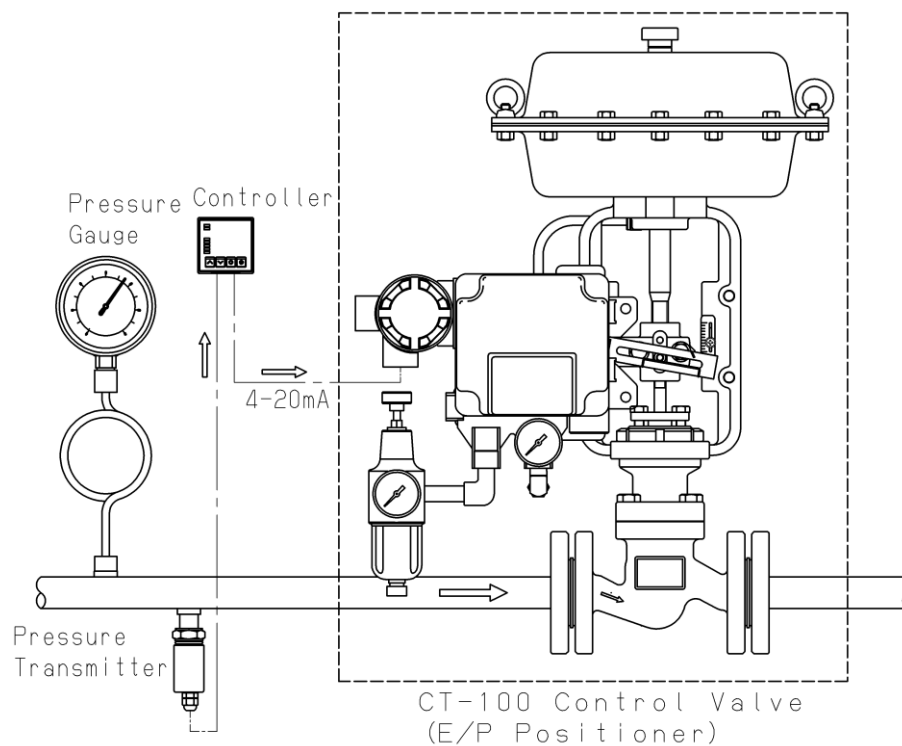 Pressure
Gauge
Controller
4-20mA
Pressure
Transmitter
CT-100 Control Valve
(E/P Positioner)